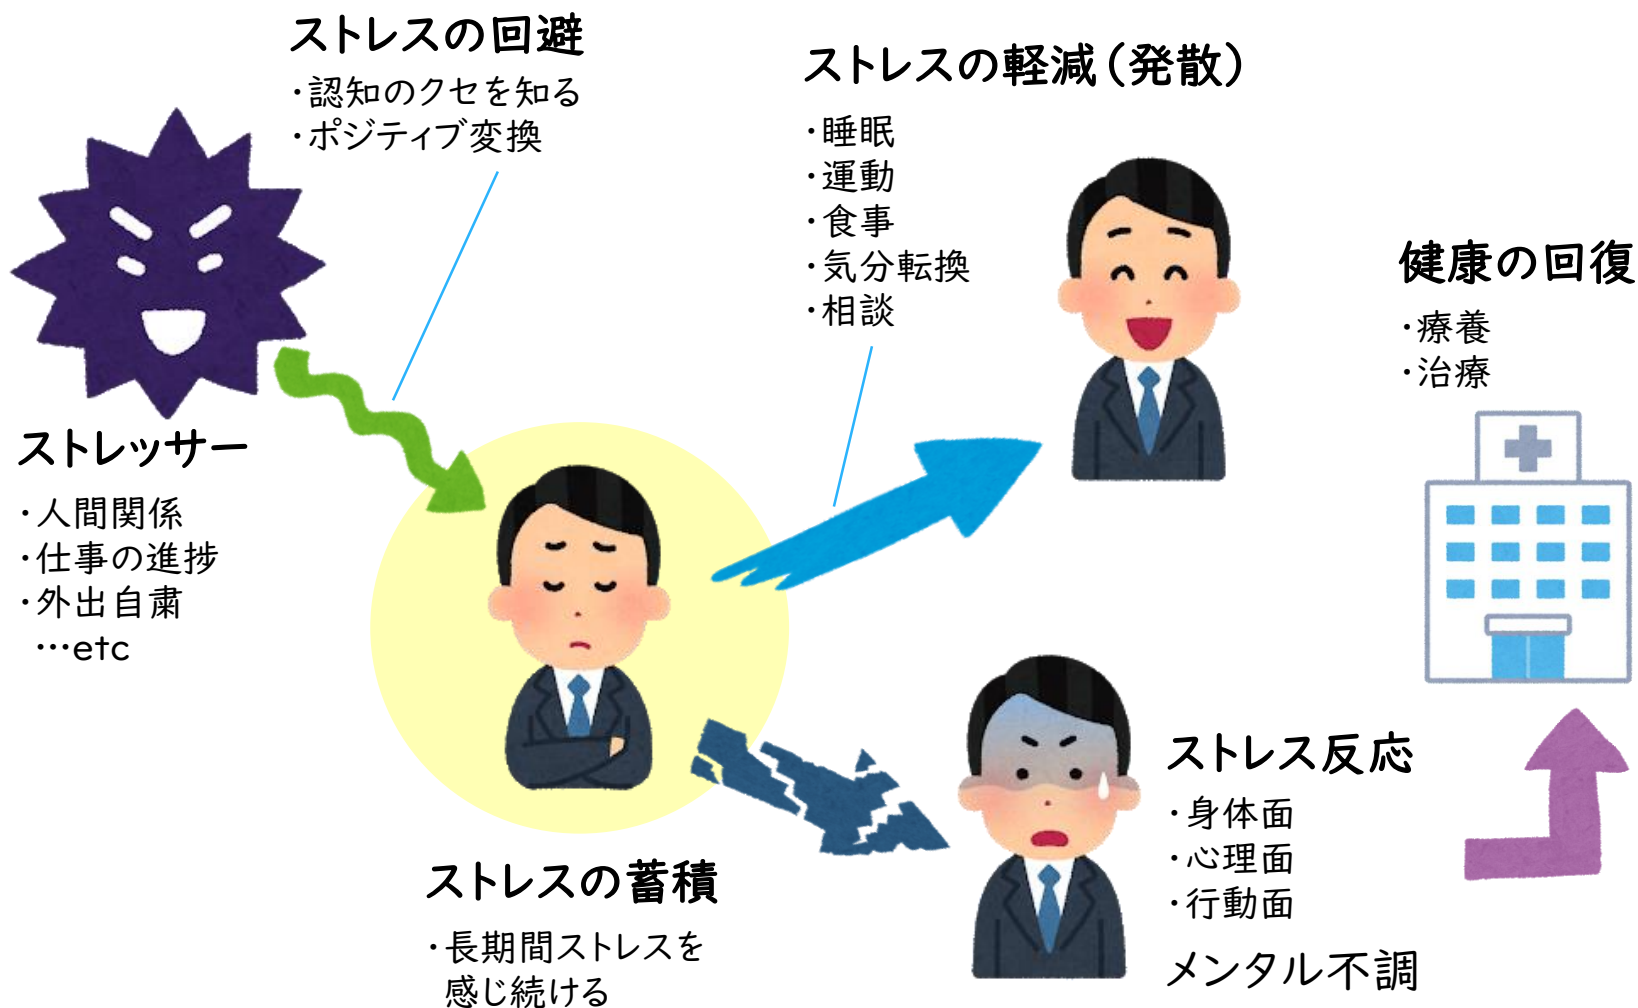 ストレスの回避
・認知のクセを知る
・ポジティブ変換
ストレスの軽減（発散）
・睡眠
・運動
・食事
・気分転換
・相談
健康の回復
・療養
・治療
ストレッサー
・人間関係
・仕事の進捗
・外出自粛
…etc
ストレスの蓄積
・長期間ストレスを
感じ続ける
ストレス反応
・身体面
・心理面
・行動面
メンタル不調